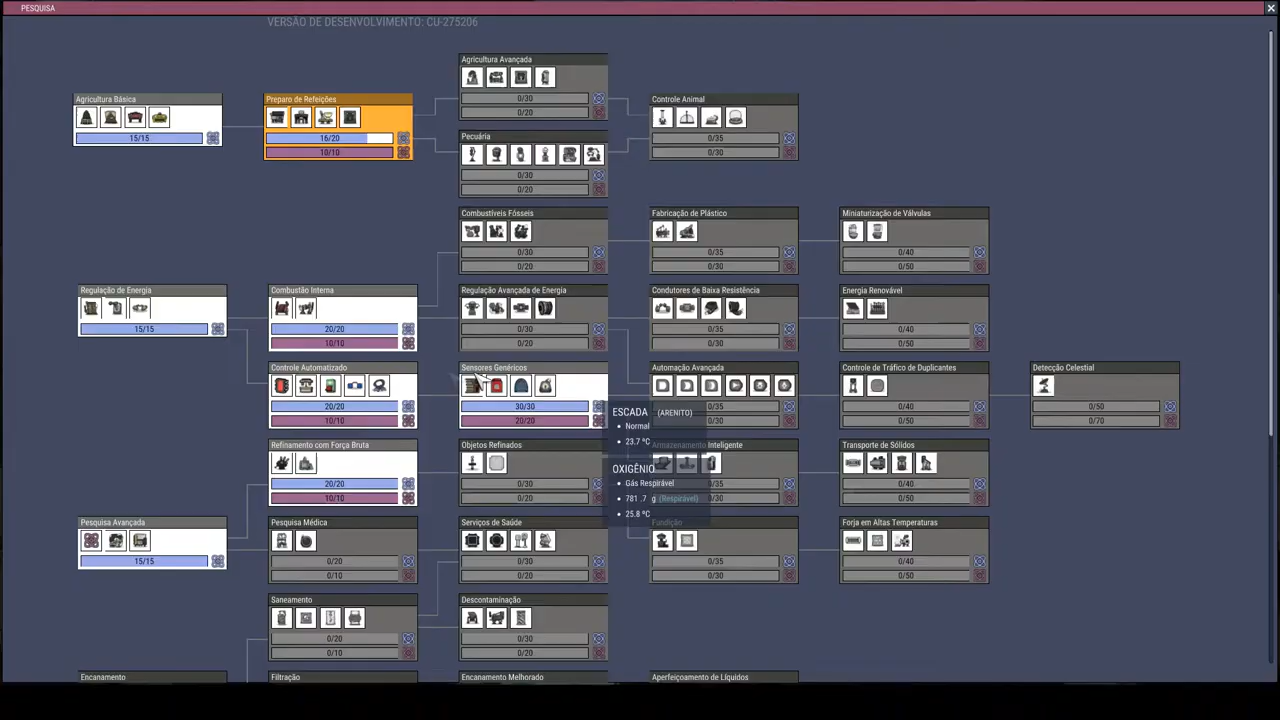 PESQUISA
VERSÃO DE DESENVOLVIMENTO: CU-275206
Agricultura Avançada
0/30
0/20
Agricultura Básica
15/15
Preparo de Refeições
16/20
10/10
Controle Animal
0/35
0/30
Pecuária
0/30
0/20
Combustíveis Fósseis
0/30
0/20
Fabricação de Plástico
0/35
0/30
Miniaturização de Válvulas
0/40
0/50
Regulação de Energia
15/15
Combustão Interna
20/20
10/10
Regulação Avançada de Energia
0/30
0/20
Condutores de Baixa Resistência
0/35
0/30
Energia Renovável
0/40
0/50
Controle Automatizado
20/20
10/10
Sensores Genéricos
30/30
20/20
Automação Avançada
0/35
0/30
Controle de Tráfico de Duplicantes
0/40
0/50
Detecção Celestial
0/50
0/70
ESCADA (ARENITO)
• Normal
• 23.7 ºC
OXIGÊNIO
• Gás Respirável
• 781 .7 g (Respirável)
• 25.8 ºC
Refinamento com Força Bruta
20/20
10/10
Objetos Refinados
0/30
0/20
Armazenamento Inteligente
0/35
0/30
Transporte de Sólidos
0/40
0/50
Pesquisa Avançada
15/15
Pesquisa Médica
0/20
0/10
Serviços de Saúde
0/30
0/20
Fundição
0/35
0/30
Forja em Altas Temperaturas
0/40
0/50
Saneamento
0/20
0/10
Descontaminação
0/30
0/20
Encanamento
Filtração
Encanamento Melhorado
Aperfeiçoamento de Líquidos